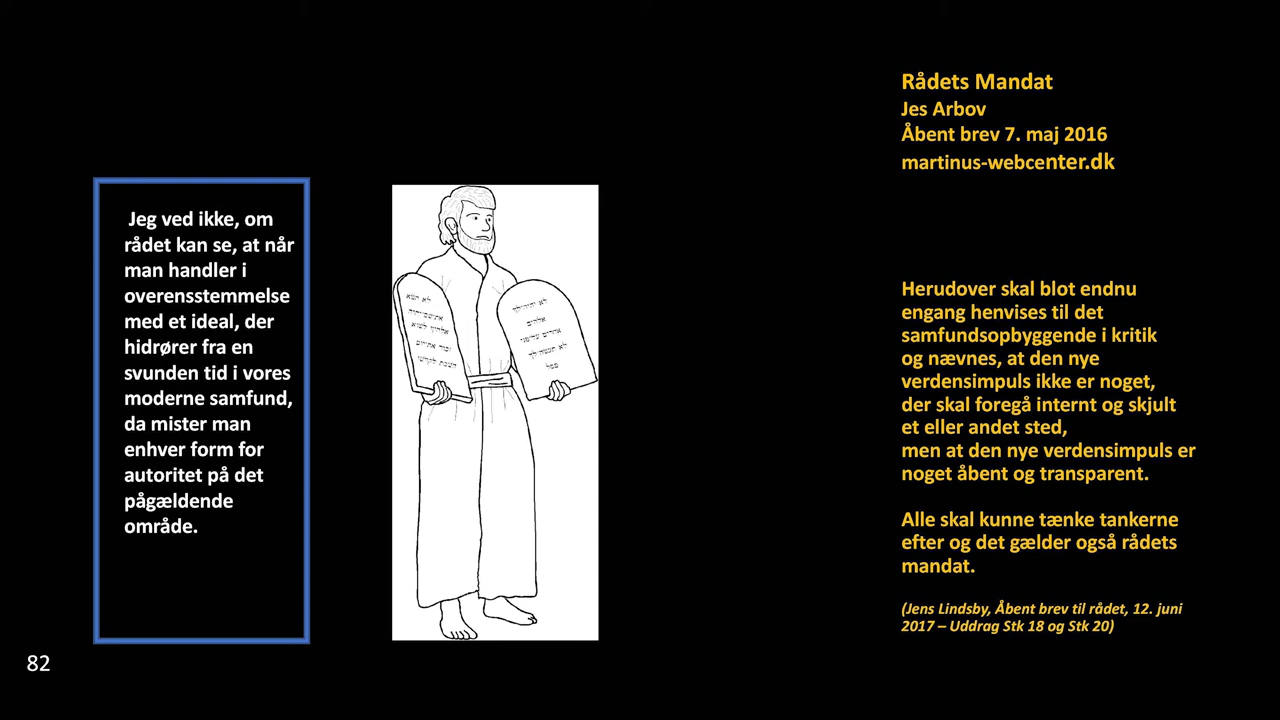 Rådets Mandat
Jes Arbov
Åbent brev 7. maj 2016
martinus-webcenter.dk
Jeg ved ikke, om
rådet kan se, at når
man handler i
overensstemmelse
med et ideal, der
hidrører fra en
svunden tid i vores
moderne samfund,
da mister man
enhver form for
autoritet på det
pågældende
område.
Herudover skal blot endnu
engang henvises til det
samfundsopbyggende i kritik
og nævnes, at den nye
verdensimpuls ikke er noget,
der skal foregå internt og skjult
et eller andet sted,
men at den nye verdensimpuls er
noget åbent og transparent.
Alle skal kunne tænke tankerne
efter og det gælder også rådets
mandat.
(Jens Lindsby, Åbent brev til rådet, 12. juni
2017 – Uddrag Stk 18 og Stk 20)
82